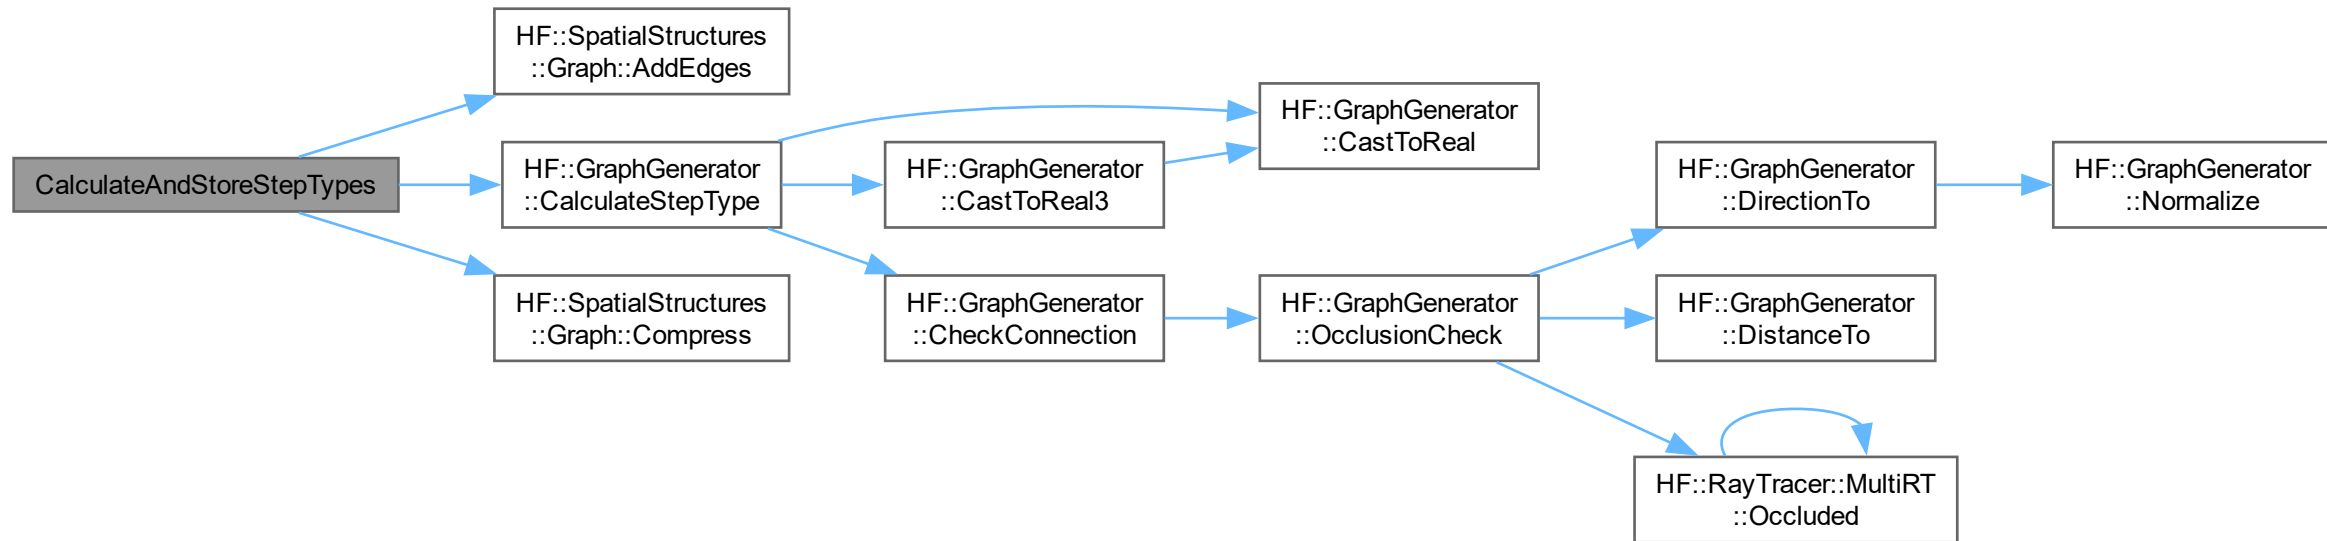 HF::SpatialStructures
::Graph::AddEdges
CalculateAndStoreStepTypes
HF::GraphGenerator
::CalculateStepType
HF::SpatialStructures
::Graph::Compress
HF::GraphGenerator
::CastToReal3
HF::GraphGenerator
::CheckConnection
HF::GraphGenerator
::CastToReal
HF::GraphGenerator
::OcclusionCheck
HF::GraphGenerator
::DirectionTo
HF::GraphGenerator
::DistanceTo
HF::RayTracer::MultiRT
::Occluded
HF::GraphGenerator
::Normalize